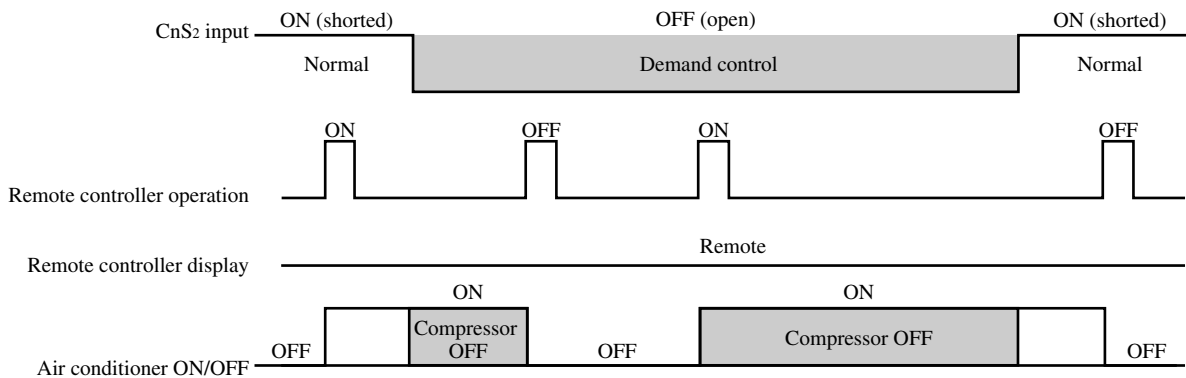 ON (shorted)
OFF (open)
ON (shorted)
CnS2 input
Normal
Demand control
Normal
ON
OFF
ON
OFF
Remote controller operation
Remote
Remote controller display
ON
ON
Compressor
OFF
Compressor OFF
OFF
OFF
OFF
Air conditioner ON/OFF